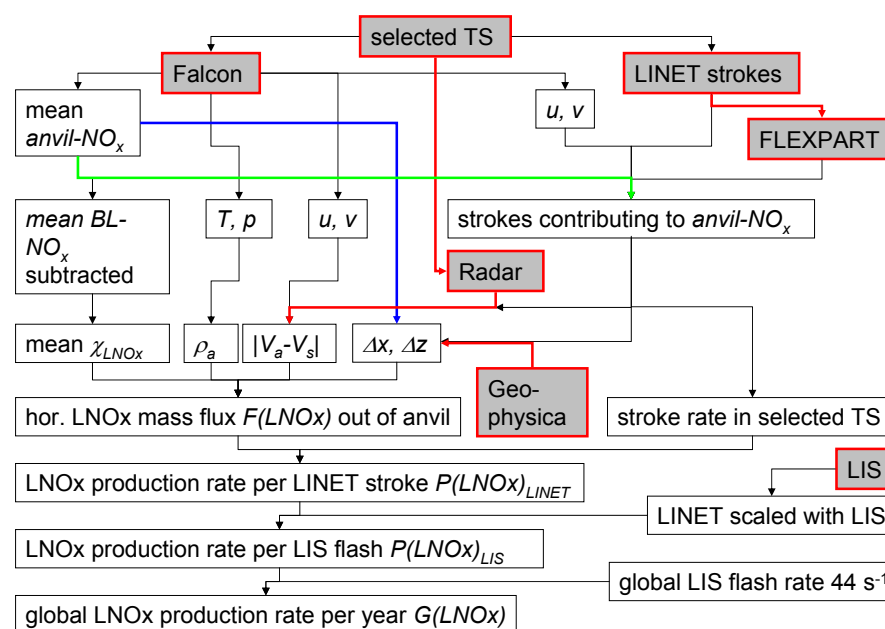 selected TS
Falcon
LINET strokes
mean
anvil-NOx
u, v
FLEXPART
mean BL-
NOx
subtracted
T, p
u, v
strokes contributing to anvil-NOx
Radar
mean χLNOx
ρa
|Va-Vs|
Δx, Δz
Geo-
physica
hor. LNOx mass flux F(LNOx) out of anvil
stroke rate in selected TS
LNOx production rate per LINET stroke P(LNOx)LINET
LIS
LINET scaled with LIS
LNOx production rate per LIS flash P(LNOx)LIS
global LIS flash rate 44 s-1
global LNOx production rate per year G(LNOx)